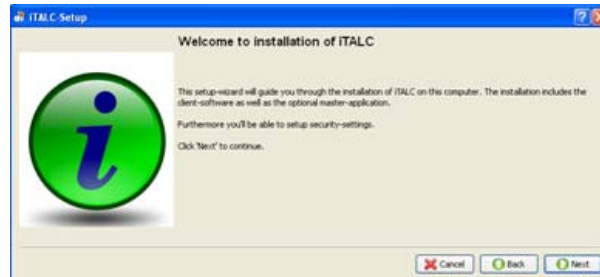 iTALC-Setup
Welcome to installation of iTALC
This setup-wizard will guide you through the installation of iTALC on this computer. The installation includes the
client-software as well as the optional master-application.
Furthermore you'll be able to setup security-settings.
Click 'Next' to continue.
Cancel Back Next